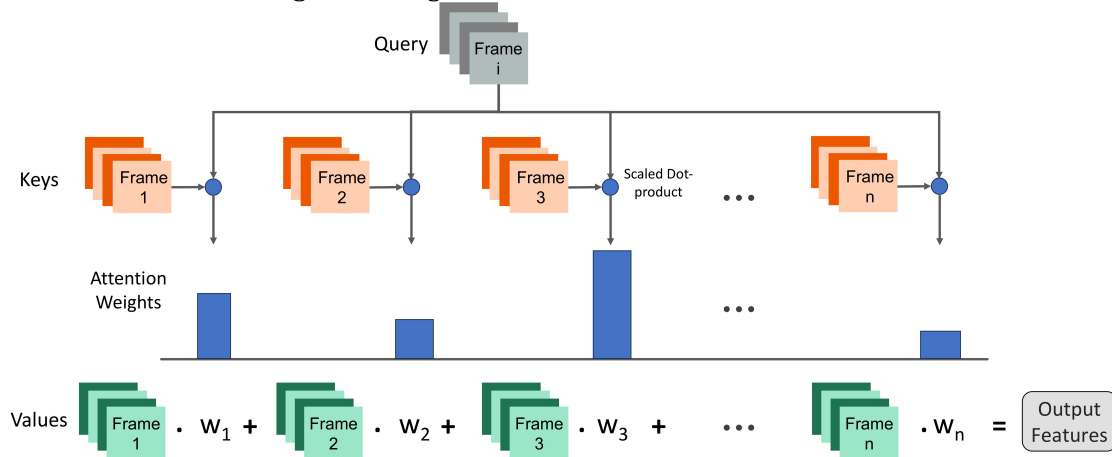 Query
Frame
i
Keys
Frame
1
Frame
2
Frame
3
Scaled Dot-
product
...
Frame
n
Attention
Weights
...
Values
Frame
1
· w1 +
Frame
2
· w2 +
Frame
3
· w3 +
...
Frame
n
· wn =
Output
Features